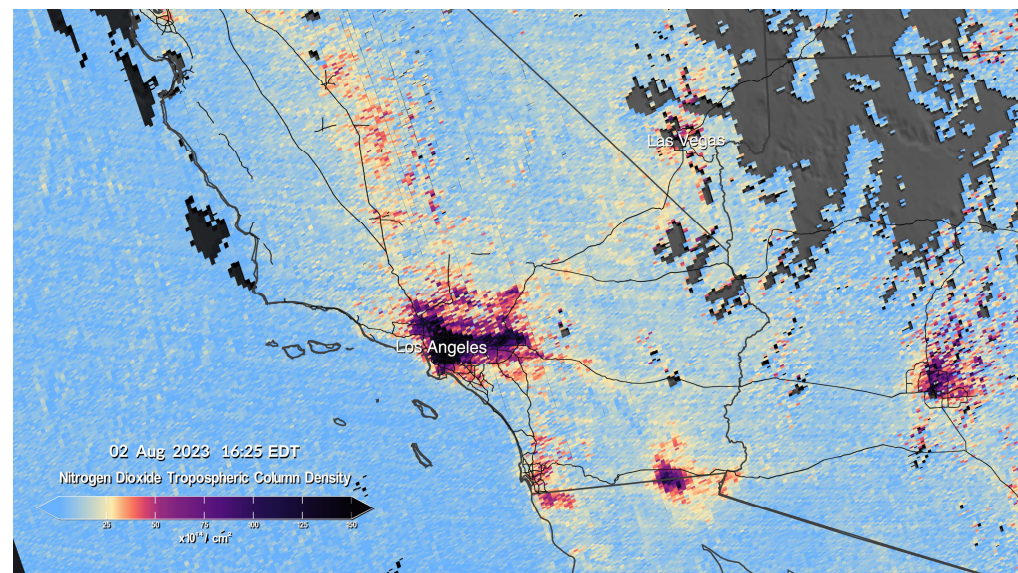 Las Vegas
Los Angeles
02 Aug 2023 16:25 EDT
Nitrogen Dioxide Tropospheric Column Density
25 50 75 100 125 150
x10¹⁴/ cm²